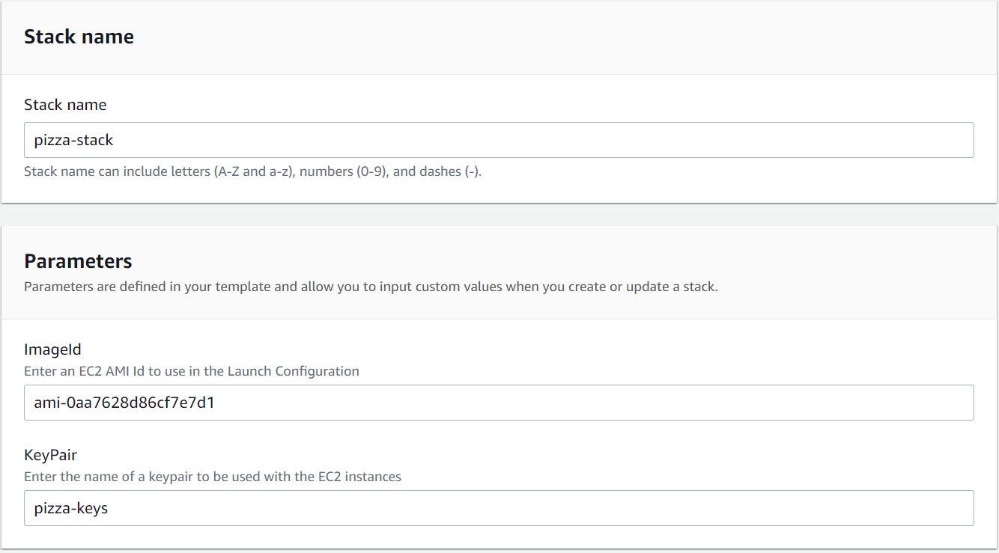 Stack name
Stack name
pizza-stack
Stack name can include letters (A-Z and a-z), numbers (0-9), and dashes (-).
Parameters
Parameters are defined in your template and allow you to input custom values when you create or update a stack.
ImageId
Enter an EC2 AMI Id to use in the Launch Configuration
ami-0aa7628d86cf7e7d1
KeyPair
Enter the name of a keypair to be used with the EC2 instances
pizza-keys